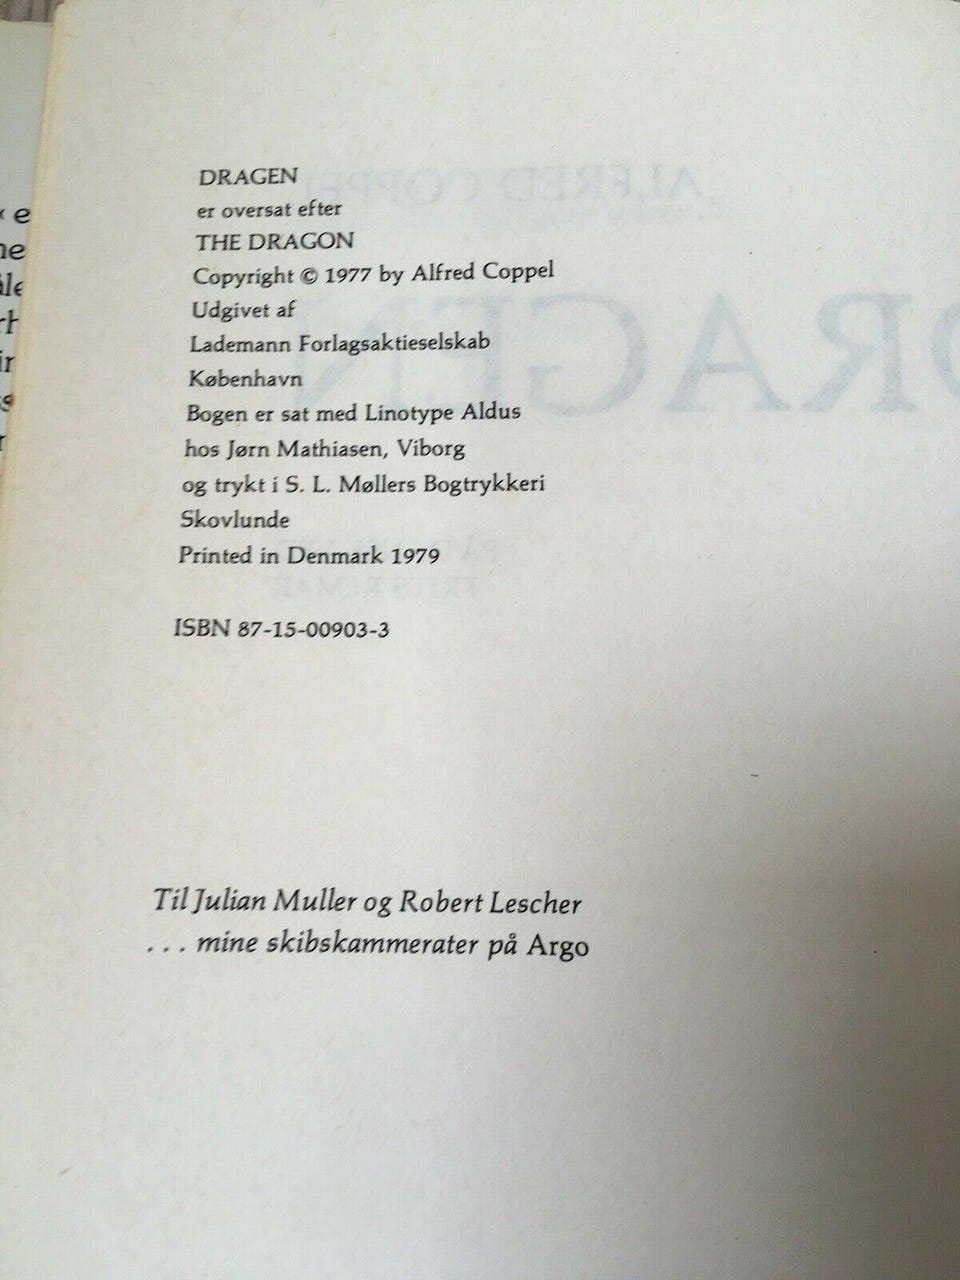 DRAGEN
er oversat efter
THE DRAGON
Copyright © 1977 by Alfred Coppel
Udgivet af
Lademann Forlagsaktieselskab
København
Bogen er sat med Linotype Aldus
hos Jørn Mathiasen, Viborg
og trykt i S. L. Møllers Bogtrykkeri
Skovlunde
Printed in Denmark 1979
ISBN 87-15-00903-3
Til Julian Muller og Robert Lescher
. . . mine skibskammerater på Argo